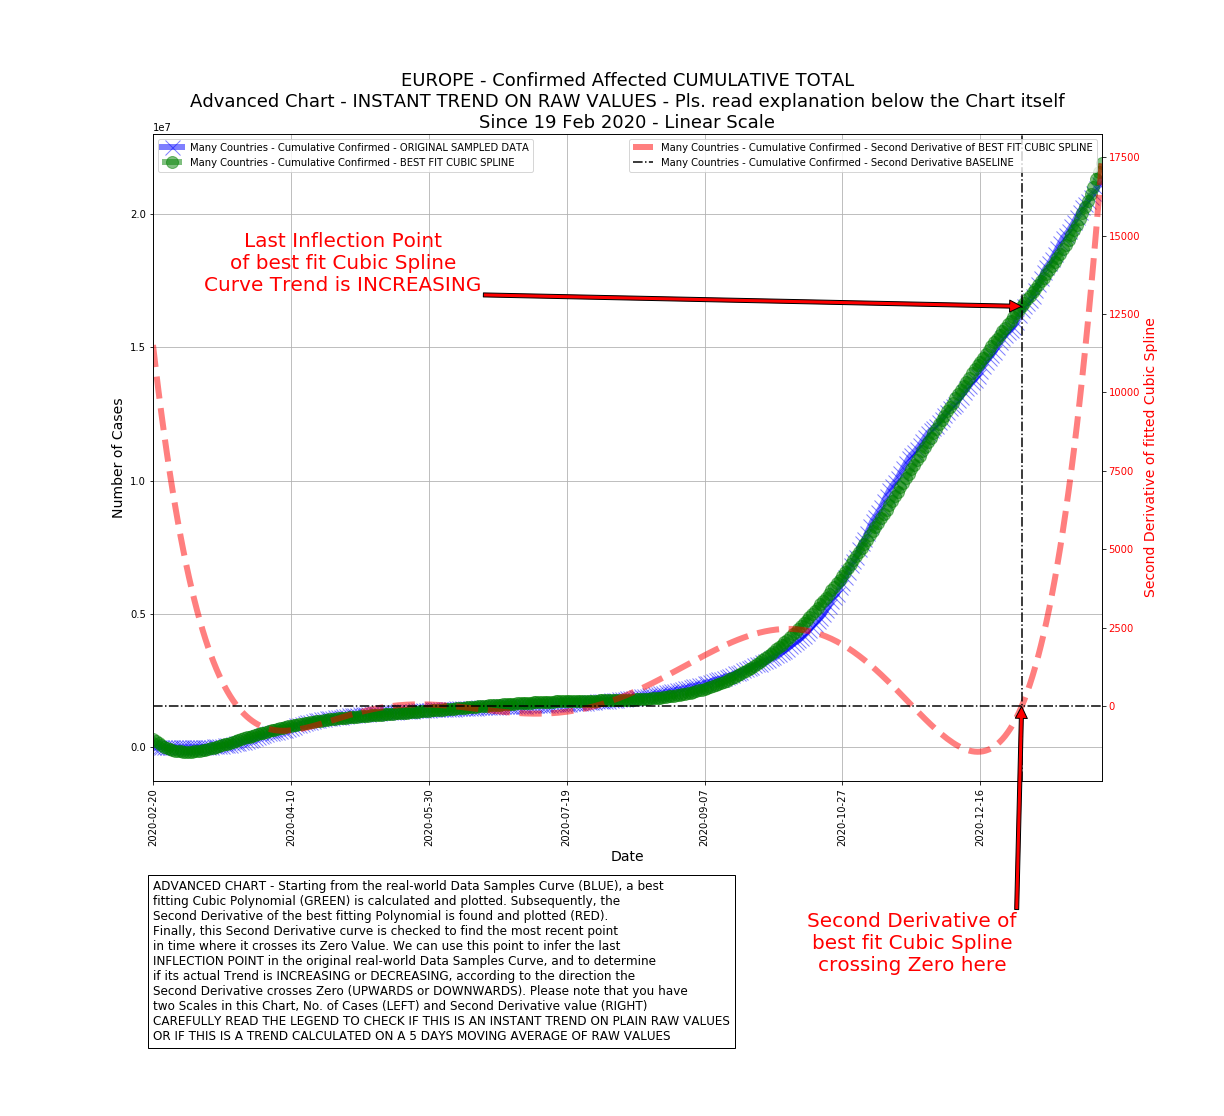 EUROPE - Confirmed Affected CUMULATIVE TOTAL
Advanced Chart - INSTANT TREND ON RAW VALUES - Pls. read explanation below the Chart itself
Since 19 Feb 2020 - Linear Scale
1e7
Many Countries - Cumulative Confirmed - ORIGINAL SAMPLED DATA
Many Countries - Cumulative Confirmed - BEST FIT CUBIC SPLINE
Many Countries - Cumulative Confirmed - Second Derivative of BEST FIT CUBIC SPLINE
Many Countries - Cumulative Confirmed - Second Derivative BASELINE
Last Inflection Point
of best fit Cubic Spline
Curve Trend is INCREASING
Number of Cases
2.0
1.5
1.0
0.5
0.0
17500
15000
12500
10000
7500
5000
2500
0
Second Derivative of fitted Cubic Spline
2020-02-20
2020-04-10
2020-05-30
2020-07-19
2020-09-07
2020-10-27
2020-12-16
Date
ADVANCED CHART - Starting from the real-world Data Samples Curve (BLUE), a best
fitting Cubic Polynomial (GREEN) is calculated and plotted. Subsequently, the
Second Derivative of the best fitting Polynomial is found and plotted (RED).
Finally, this Second Derivative curve is checked to find the most recent point
in time where it crosses its Zero Value. We can use this point to infer the last
INFLECTION POINT in the original real-world Data Samples Curve, and to determine
if its actual Trend is INCREASING or DECREASING, according to the direction the
Second Derivative crosses Zero (UPWARDS or DOWNWARDS). Please note that you have
two Scales in this Chart, No. of Cases (LEFT) and Second Derivative value (RIGHT)
CAREFULLY READ THE LEGEND TO CHECK IF THIS IS AN INSTANT TREND ON PLAIN RAW VALUES
OR IF THIS IS A TREND CALCULATED ON A 5 DAYS MOVING AVERAGE OF RAW VALUES
Second Derivative of
best fit Cubic Spline
crossing Zero here